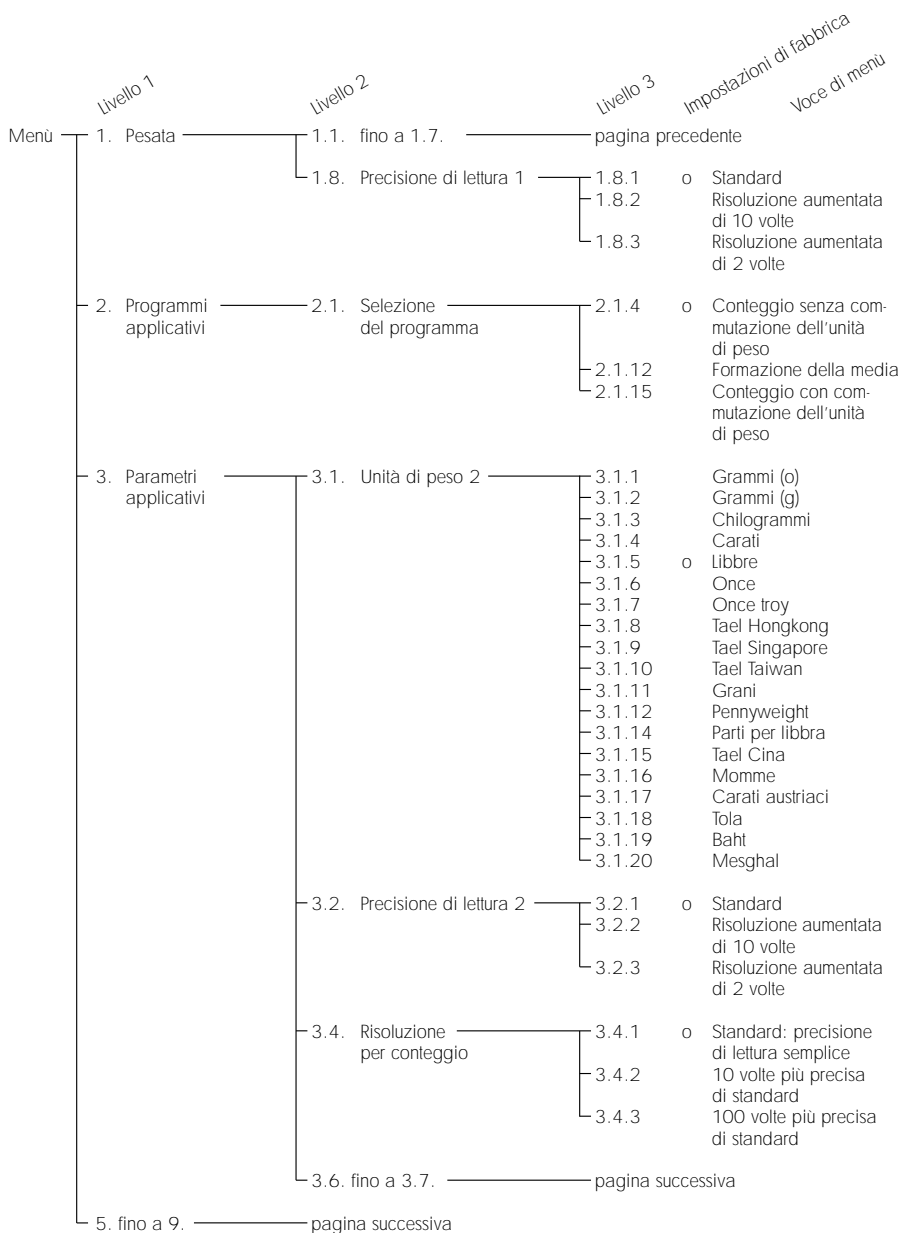 Livello 1 Livello 2 Livello 3 Impostazioni di fabbrica Voce di menù
Menù 1. Pesata 1.1. fino a 1.7. pagina precedente
1.8. Precisione di lettura 1 1.8.1 o Standard
1.8.2 Risoluzione aumentata
di 10 volte
1.8.3 Risoluzione aumentata
di 2 volte
2. Programmi 2.1. Selezione 2.1.4 o Conteggio senza com-
applicativi del programma mutazione dell'unità
di peso
2.1.12 Formazione della media
2.1.15 Conteggio con com-
mutazione dell'unità
di peso
3. Parametri 3.1. Unità di peso 2 3.1.1 Grammi (o)
applicativi 3.1.2 Grammi (g)
3.1.3 Chilogrammi
3.1.4 Carati
3.1.5 o Libbre
3.1.6 Once
3.1.7 Once troy
3.1.8 Tael Hongkong
3.1.9 Tael Singapore
3.1.10 Tael Taiwan
3.1.11 Grani
3.1.12 Pennyweight
3.1.14 Parti per libbra
3.1.15 Tael Cina
3.1.16 Momme
3.1.17 Carati austriaci
3.1.18 Tola
3.1.19 Baht
3.1.20 Mesghal
3.2. Precisione di lettura 2 3.2.1 o Standard
3.2.2 Risoluzione aumentata
di 10 volte
3.2.3 Risoluzione aumentata
di 2 volte
3.4. Risoluzione 3.4.1 o Standard: precisione
per conteggio di lettura semplice
3.4.2 10 volte più precisa
di standard
3.4.3 100 volte più precisa
di standard
3.6. fino a 3.7. pagina successiva
5. fino a 9. pagina successiva